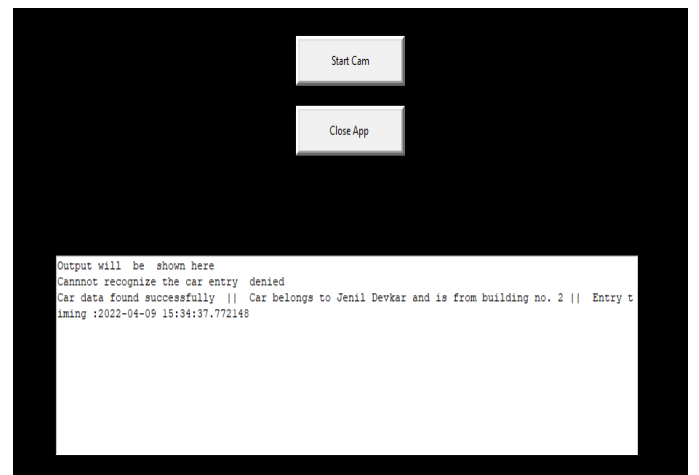 Start Cam
Close App
Output will  be  shown here
Cannnot recognize the car entry  denied
Car data found successfully  ||  Car belongs to Jenil Devkar and is from building no. 2 ||  Entry t
iming :2022-04-09 15:34:37.772148